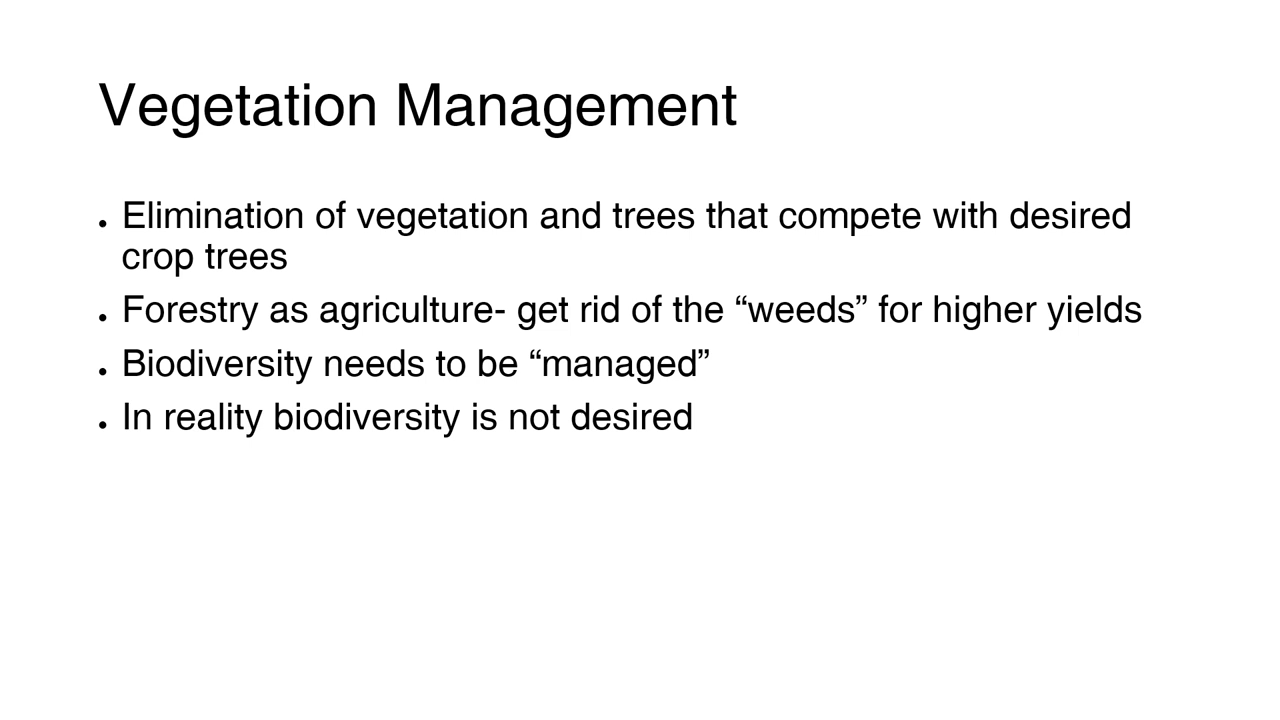 Vegetation Management
• Elimination of vegetation and trees that compete with desired
crop trees
• Forestry as agriculture- get rid of the “weeds” for higher yields
• Biodiversity needs to be “managed”
• In reality biodiversity is not desired